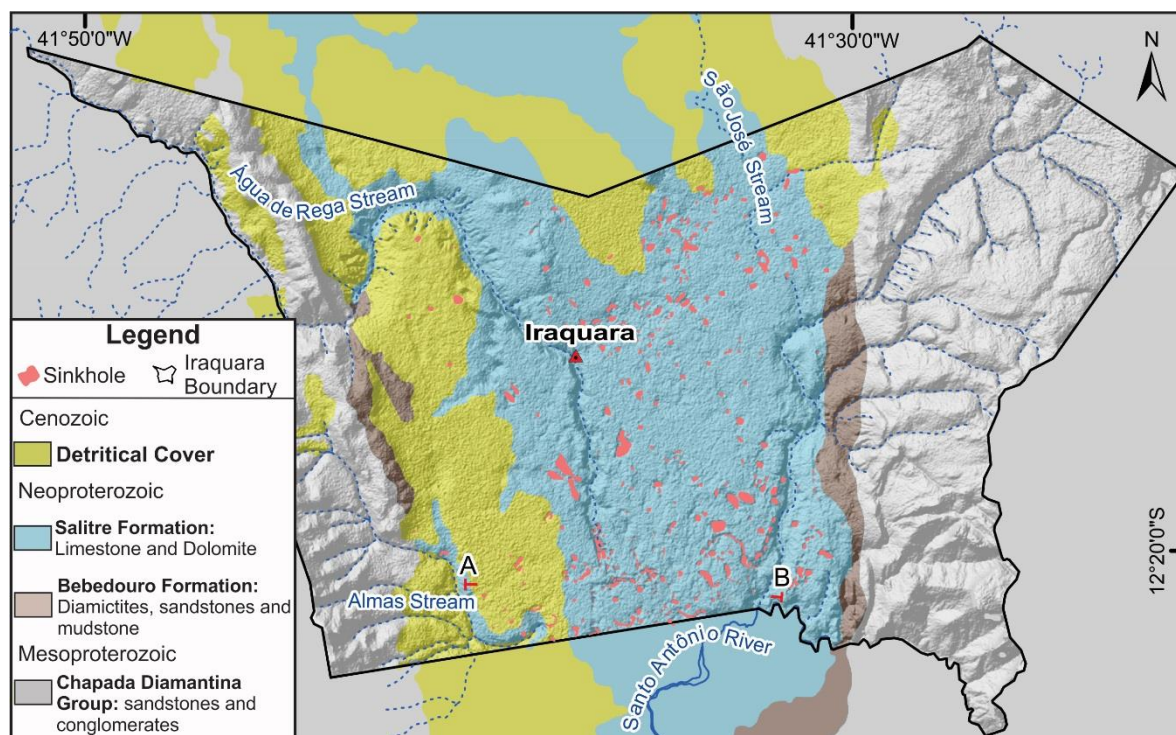 41°50'0"W
41°30'0"W
N
São José Stream
Água de Rega Stream
Iraquara
Legend
Sinkhole
Iraquara
Boundary
Cenozoic
Detritical Cover
Neoproterozoic
Salitre Formation:
Limestone and Dolomite
Bebedouro Formation:
Diamictites, sandstones and
mudstone
Mesoproterozoic
Chapada Diamantina
Group: sandstones and
conglomerates
A
Almas Stream
B
Santo Antônio River
12°20'0"S